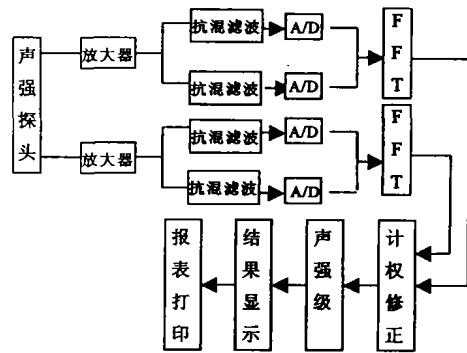 声强探头
放大器
抗混滤波
A/D
抗混滤波
A/D
FFT
放大器
抗混滤波
A/D
抗混滤波
A/D
FFT
报表打印
结果显示
声强级
计权修正